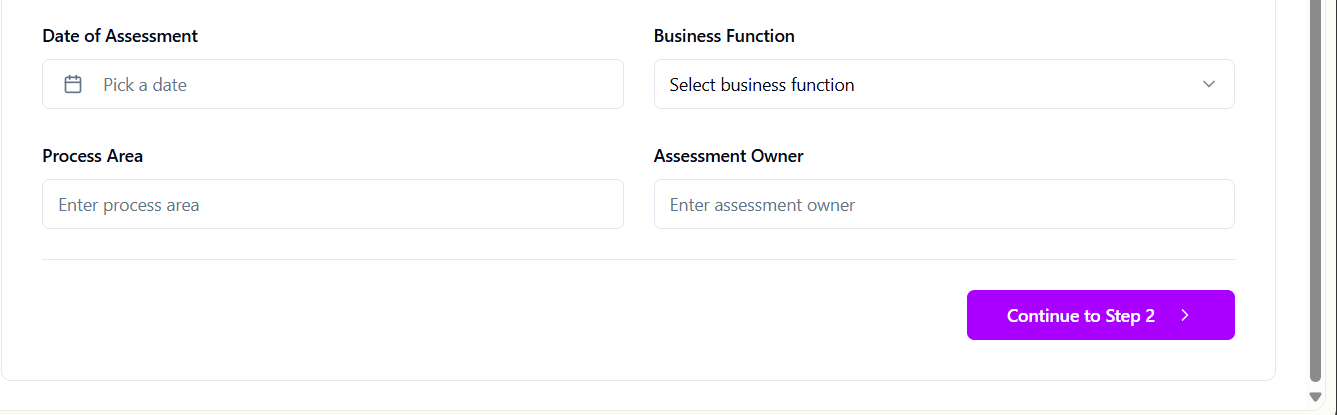 Date of Assessment
Business Function
Pick a date
Select business function
Process Area
Assessment Owner
Enter process area
Enter assessment owner
Continue to Step 2